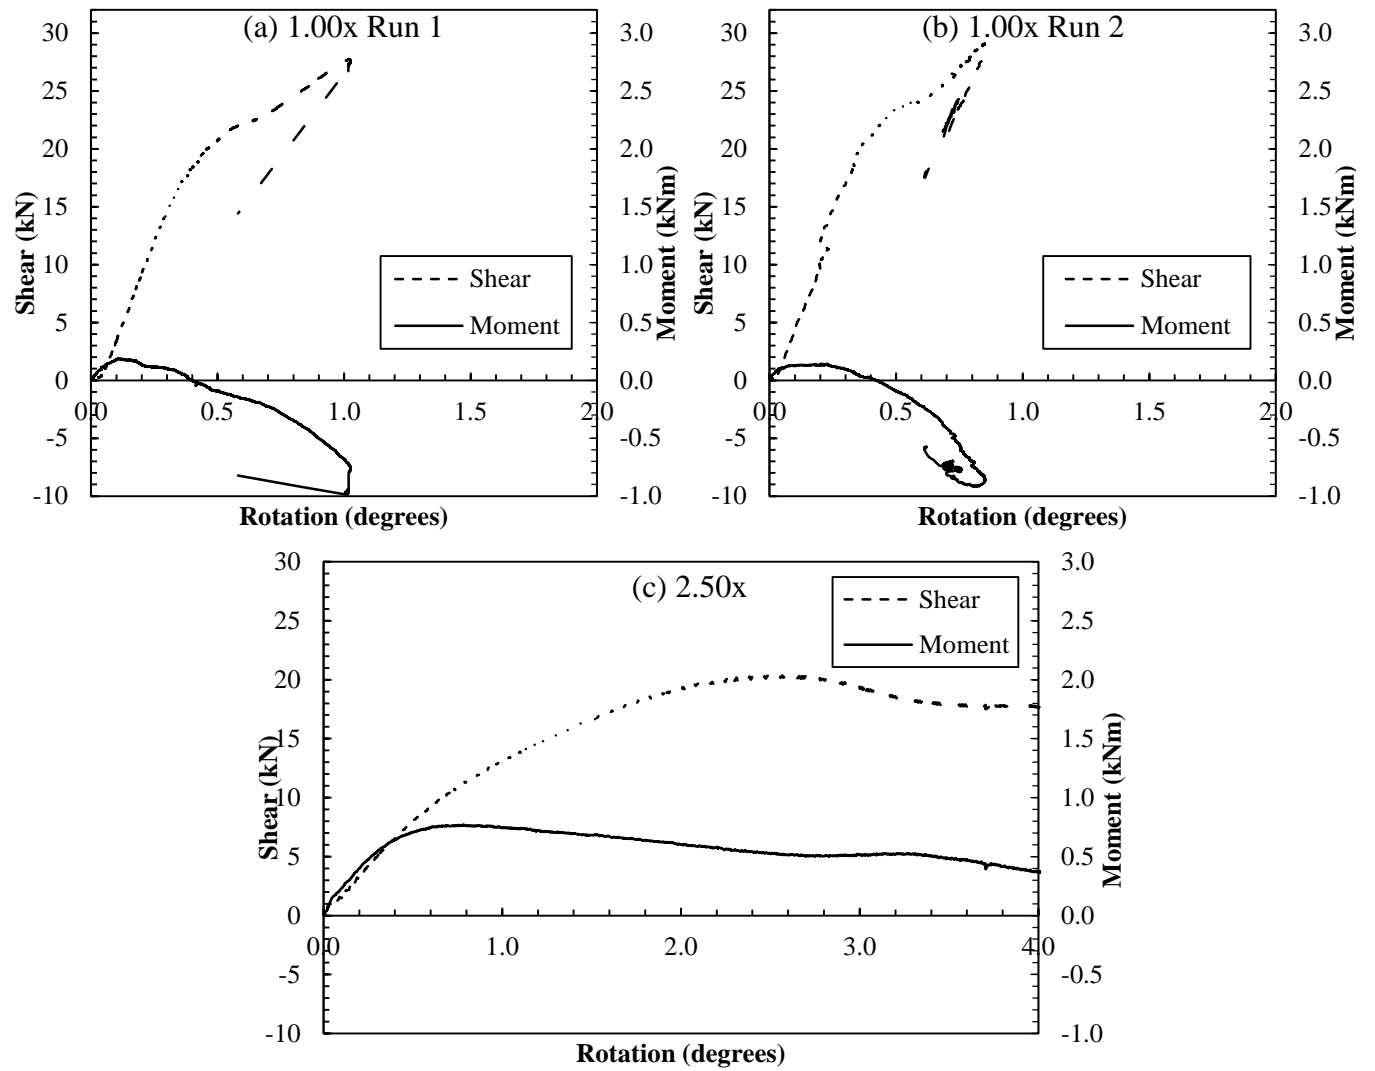 (a) 1.00x Run 1
30
25
20
15
10
5
0
-5
-10
Shear (kN)
3.0
2.5
2.0
1.5
1.0
0.5
0.0
-0.5
-1.0
Moment (kNm)
Shear
Moment
0.0 0.5 1.0 1.5 2.0
Rotation (degrees)
(b) 1.00x Run 2
30
25
20
15
10
5
0
-5
-10
Shear (kN)
3.0
2.5
2.0
1.5
1.0
0.5
0.0
-0.5
-1.0
Moment (kNm)
Shear
Moment
0.0 0.5 1.0 1.5 2.0
Rotation (degrees)
(c) 2.50x
30
25
20
15
10
5
0
-5
-10
Shear (kN)
3.0
2.5
2.0
1.5
1.0
0.5
0.0
-0.5
-1.0
Moment (kNm)
Shear
Moment
0.0 1.0 2.0 3.0 4.0
Rotation (degrees)